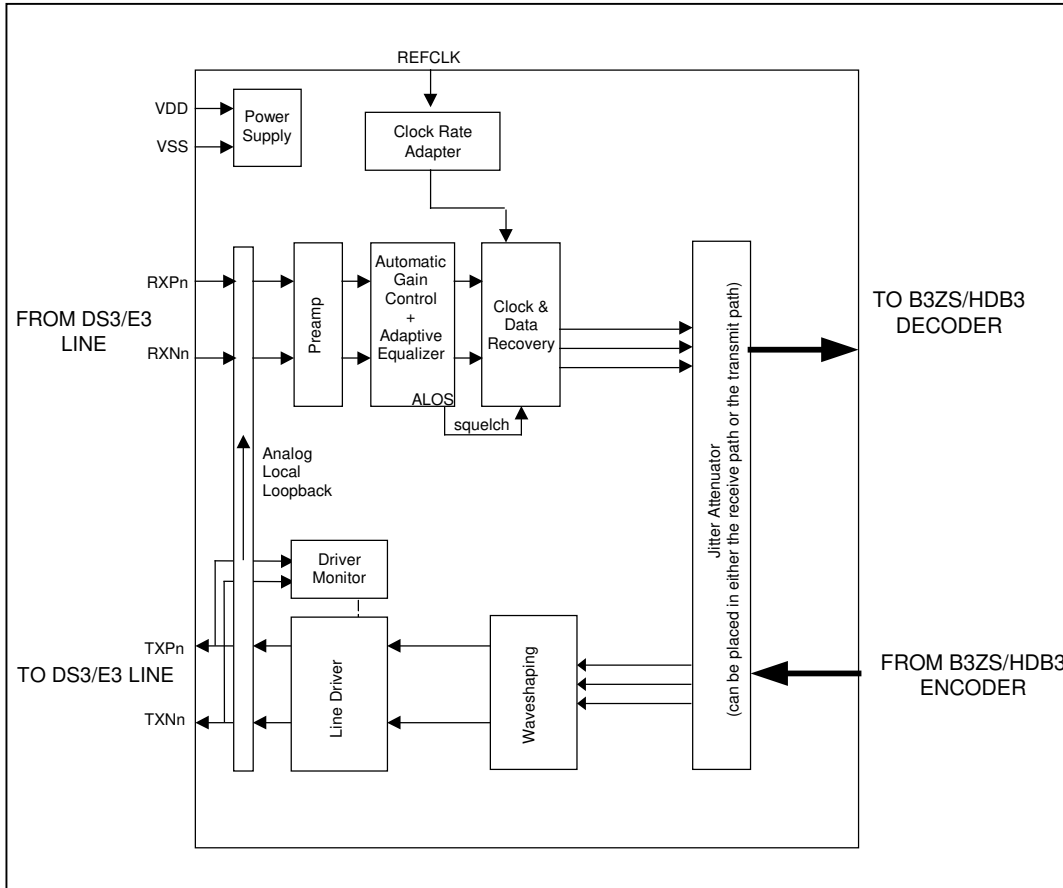 REFCLK
VDD
VSS
Power
Supply
Clock Rate
Adapter
RXPn
RXNn
FROM DS3/E3
LINE
Preamp
Automatic
Gain
Control
+
Adaptive
Equalizer
ALOS
squelch
Clock &
Data
Recovery
TO B3ZS/HDB3
DECODER
Analog
Local
Loopback
Jitter Attenuator
(can be placed in either the receive path or the transmit path)
Driver
Monitor
TXPn
TO DS3/E3 LINE
TXNn
Line Driver
Waveshaping
FROM B3ZS/HDB3
ENCODER